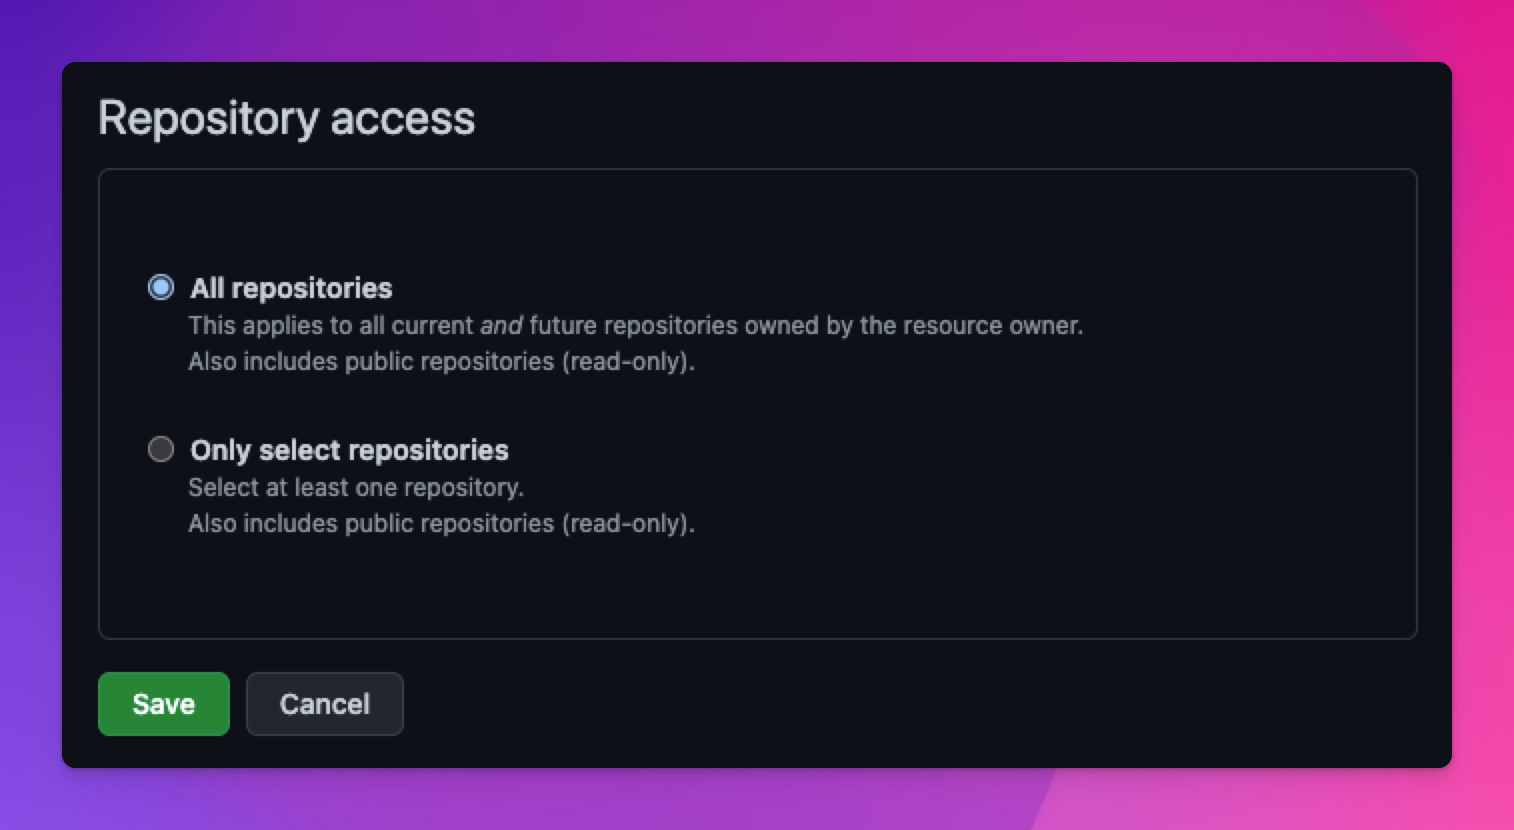 Repository access
All repositories
This applies to all current and future repositories owned by the resource owner.
Also includes public repositories (read-only).
Only select repositories
Select at least one repository.
Also includes public repositories (read-only).
Save
Cancel